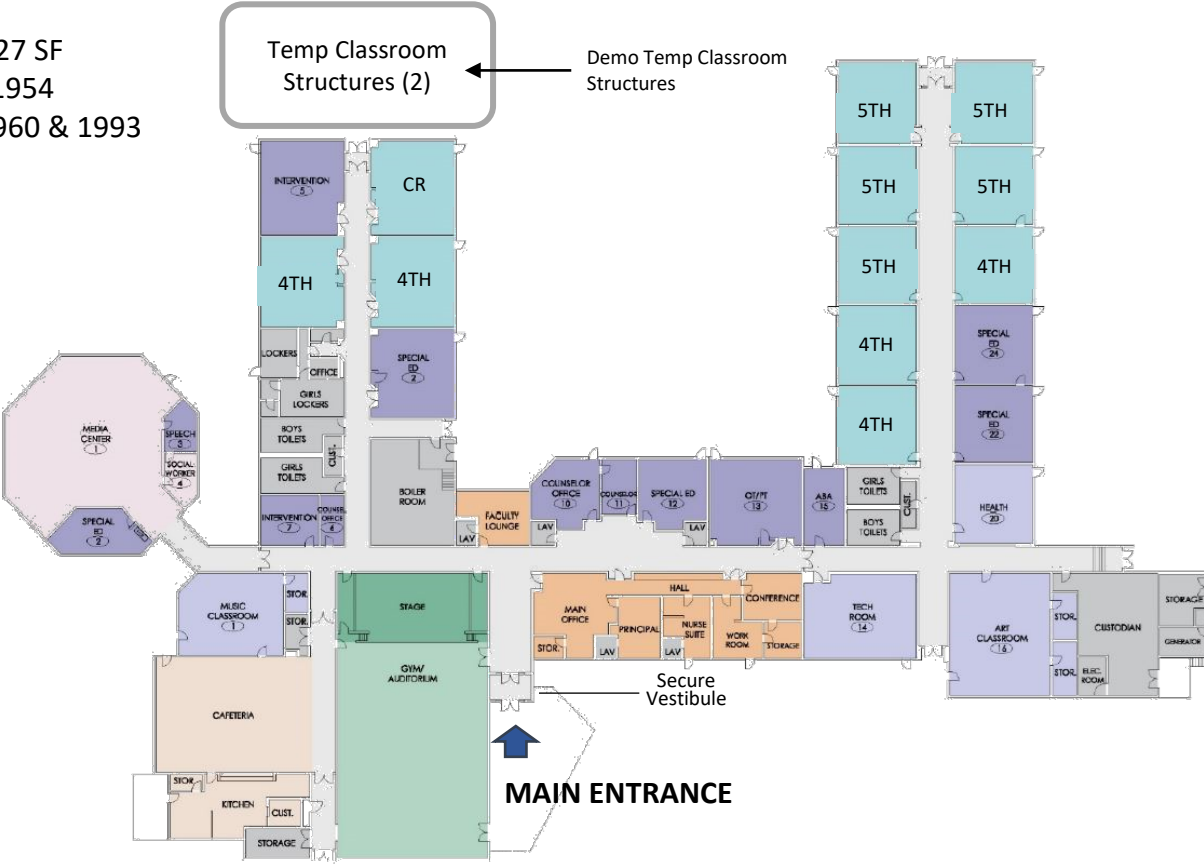 27 SF
1954
960 & 1993
Temp Classroom
Structures (2)
Demo Temp Classroom
Structures
5TH
5TH
INTERVENTION
5
CR
5TH
5TH
4TH
4TH
5TH
4TH
LOCKERS
OFFICE
SPECIAL
ED
2
4TH
SPECIAL
ED
24
GIRLS
LOCKERS
MEDIA
CENTER
1
SPEECH
3
SOCIAL
WORKER
4
BOYS
TOILETS
CUST.
GIRLS
TOILETS
4TH
SPECIAL
ED
22
SPECIAL
ED
2
INTERVENTION
7
COUNSEL
OFFICE
6
BOILER
ROOM
FACULTY
LOUNGE
LAV
COUNSELOR
OFFICE
10
LAV
COUNSELOR
11
SPECIAL ED
12
LAV
OT/PT
13
ABA
15
GIRLS
TOILETS
CUST.
BOYS
TOILETS
HEALTH
20
MUSIC
CLASSROOM
1
STOR.
STOR.
STAGE
HALL
MAIN
OFFICE
STOR.
LAV
PRINCIPAL
NURSE
SUITE
LAV
WORK
ROOM
CONFERENCE
STORAGE
TECH
ROOM
14
ART
CLASSROOM
16
STOR.
STOR.
CUSTODIAN
ELEC.
ROOM
STORAGE
GENERATOR
GYM/
AUDITORIUM
Secure
Vestibule
CAFETERIA
MAIN ENTRANCE
STOR.
KITCHEN
CUST.
STORAGE